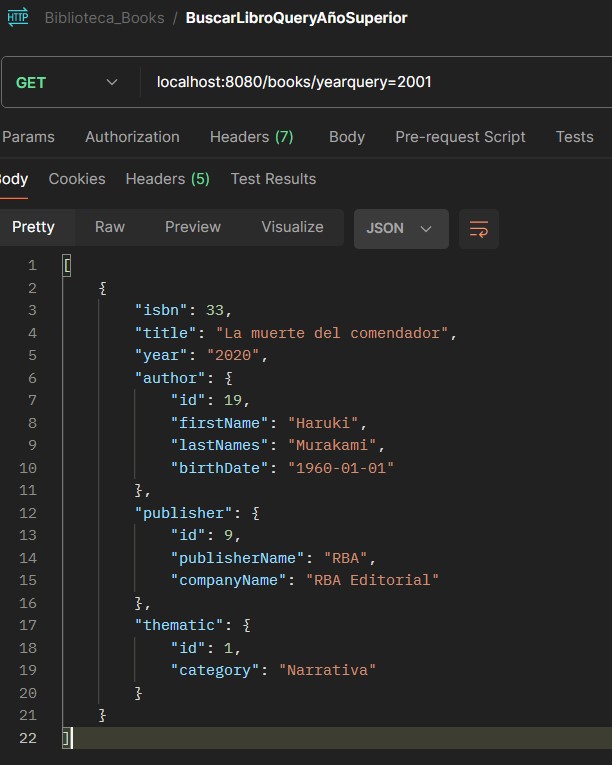 HTTP Biblioteca_Books / BuscarLibroQueryAñoSuperior
GET localhost:8080/books/yearquery=2001
Params Authorization Headers (7) Body Pre-request Script Tests
Body Cookies Headers (5) Test Results
Pretty Raw Preview Visualize JSON
1 [
2 {
3 "isbn": 33,
4 "title": "La muerte del comendador",
5 "year": "2020",
6 "author": {
7 "id": 19,
8 "firstName": "Haruki",
9 "lastNames": "Murakami",
10 "birthDate": "1960-01-01"
11 },
12 "publisher": {
13 "id": 9,
14 "publisherName": "RBA",
15 "companyName": "RBA Editorial"
16 },
17 "thematic": {
18 "id": 1,
19 "category": "Narrativa"
20 }
21 }
22 ]